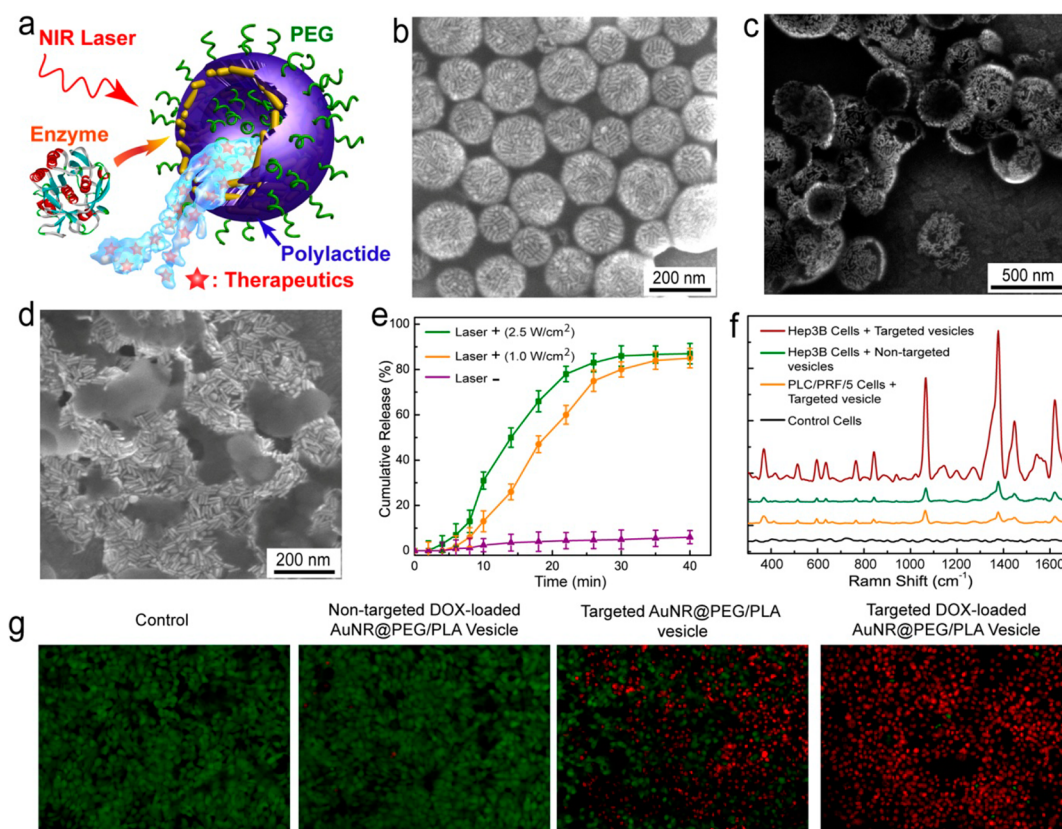 a
NIR Laser
PEG
Enzyme
Polylactide
: Therapeutics
b
200 nm
c
500 nm
d
200 nm
e
Laser + (2.5 W/cm²)
Laser + (1.0 W/cm²)
Laser –
Cumulative Release (%)
100
80
60
40
20
0
0 10 20 30 40
Time (min)
f
Hep3B Cells + Targeted vesicles
Hep3B Cells + Non-targeted
vesicles
PLC/PRF/5 Cells +
Targeted vesicle
Control Cells
400 600 800 1000 1200 1400 1600
Ramn Shift (cm⁻¹)
g
Control
Non-targeted DOX-loaded
AuNR@PEG/PLA Vesicle
Targeted AuNR@PEG/PLA
vesicle
Targeted DOX-loaded
AuNR@PEG/PLA Vesicle